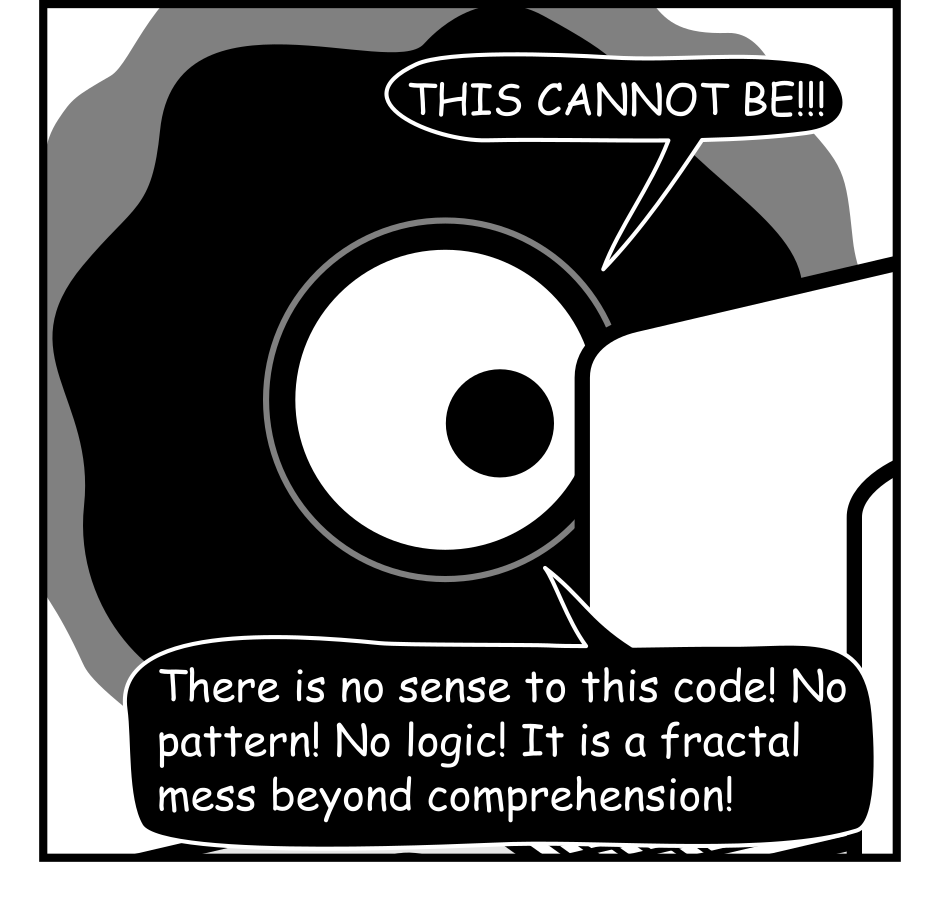 THIS CANNOT BE!!!
There is no sense to this code! No
pattern! No logic! It is a fractal
mess beyond comprehension!